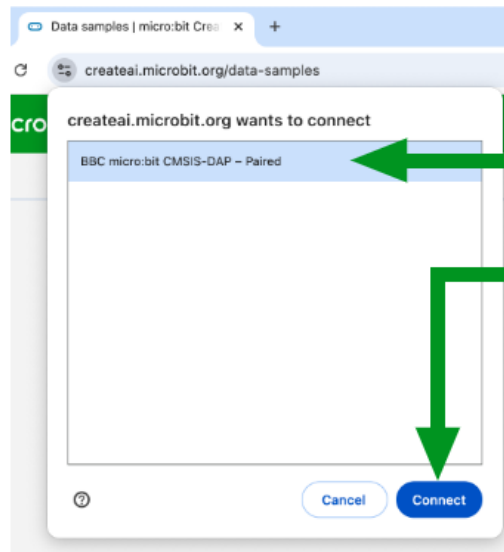 Data samples | micro:bit Crea
createai.microbit.org/data-samples
cro
createai.microbit.org wants to connect
BBC micro:bit CMSIS-DAP – Paired
Cancel
Connect